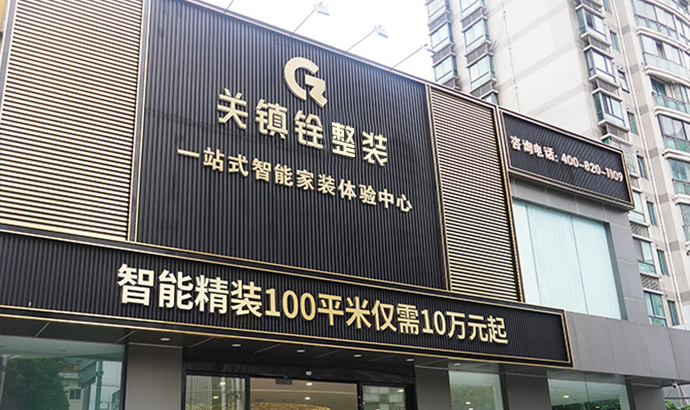 关镇铨整装
一站式智能家装体验中心
咨询电话: 400-820-1109
智能精装100平米仅需10万元起